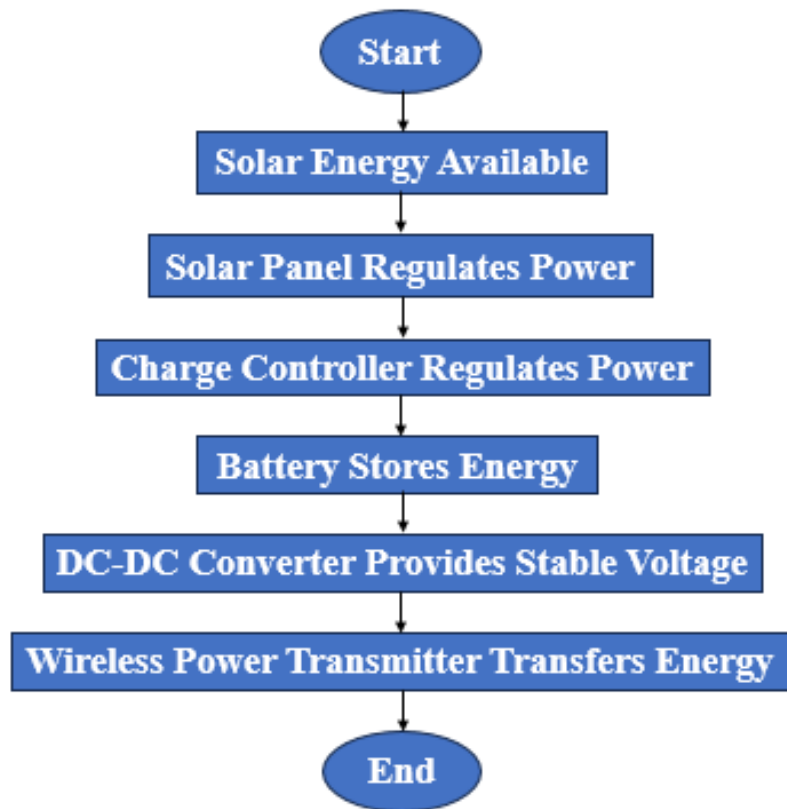 Start
Solar Energy Available
Solar Panel Regulates Power
Charge Controller Regulates Power
Battery Stores Energy
DC-DC Converter Provides Stable Voltage
Wireless Power Transmitter Transfers Energy
End